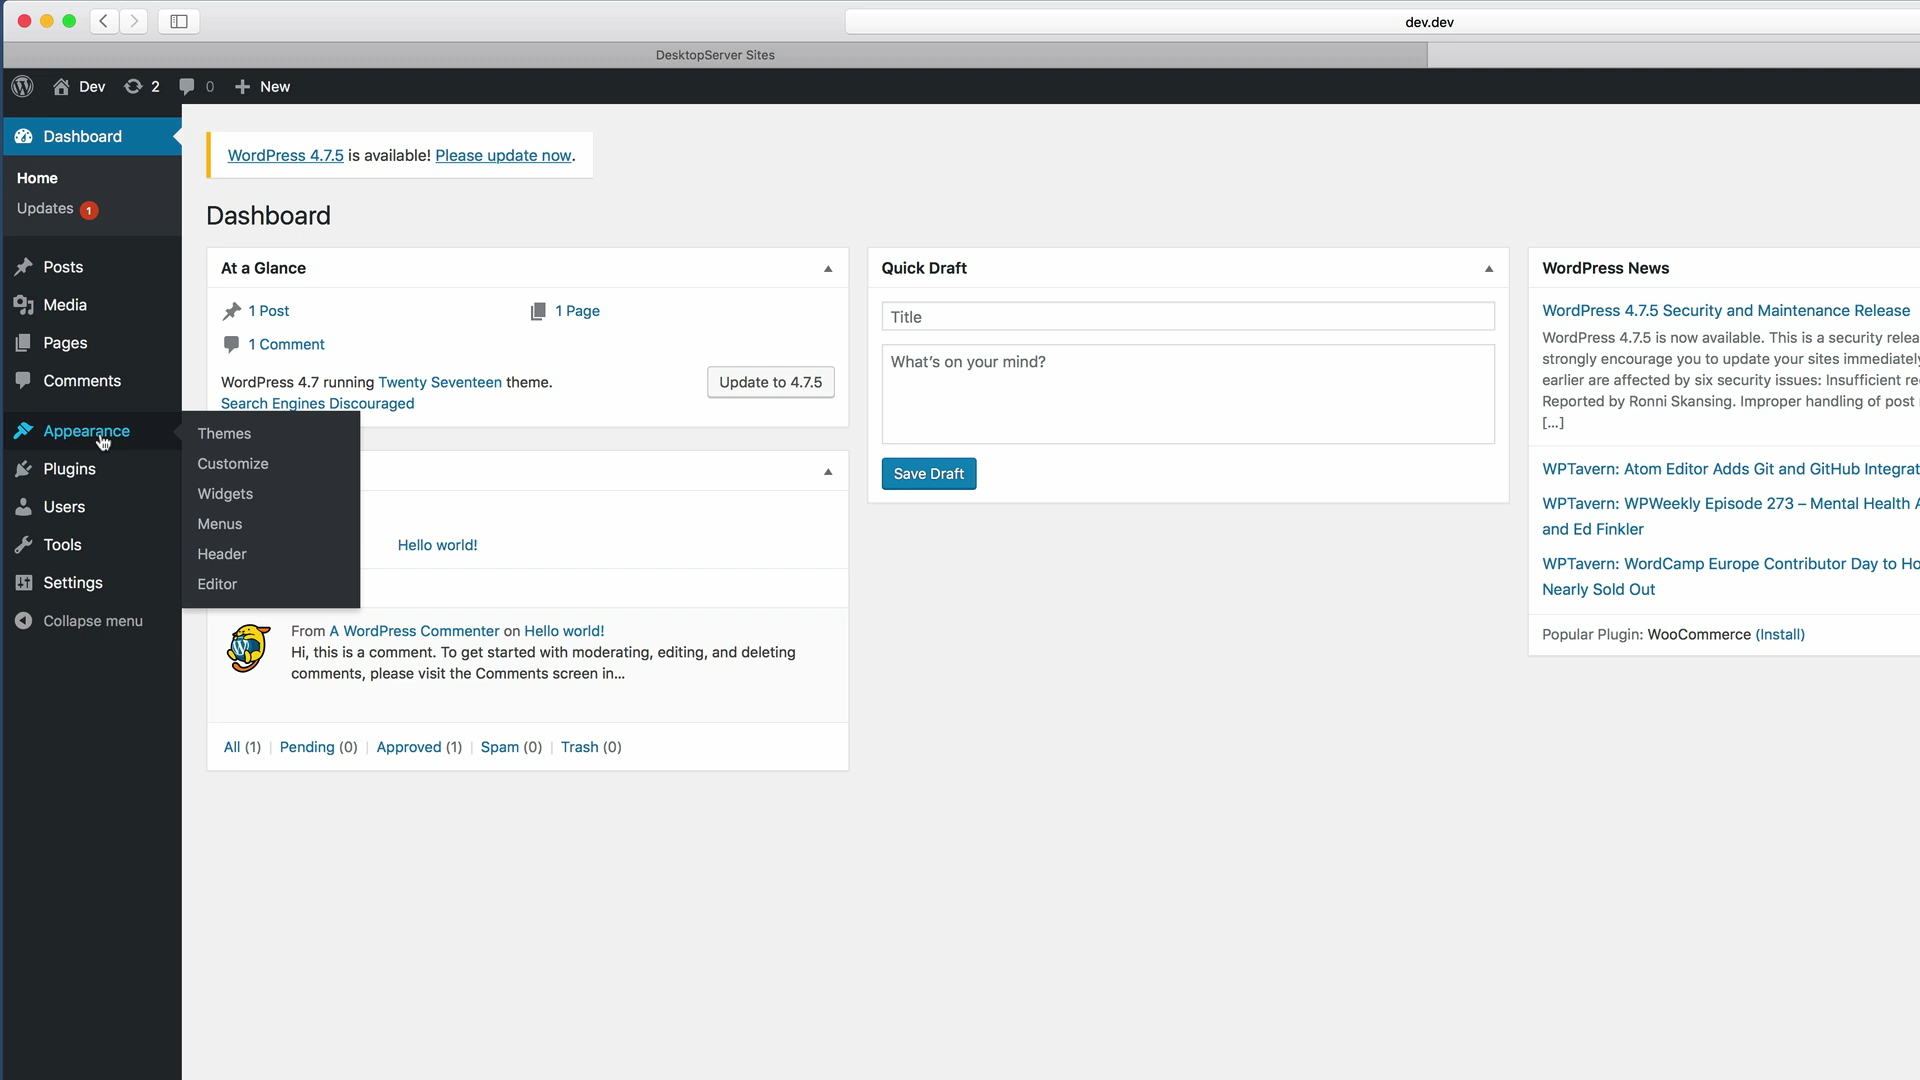 dev.dev
DesktopServer Sites
Dev 2 0 New
Dashboard
Home
Updates 1
Posts
Media
Pages
Comments
Appearance
Plugins
Users
Tools
Settings
Collapse menu
Themes
Customize
Widgets
Menus
Header
Editor
WordPress 4.7.5 is available! Please update now.
Dashboard
At a Glance
1 Post
1 Page
1 Comment
WordPress 4.7 running Twenty Seventeen theme.
Update to 4.7.5
Search Engines Discouraged
Hello world!
From A WordPress Commenter on Hello world!
Hi, this is a comment. To get started with moderating, editing, and deleting
comments, please visit the Comments screen in...
All (1) | Pending (0) | Approved (1) | Spam (0) | Trash (0)
Quick Draft
Title
What's on your mind?
Save Draft
WordPress News
WordPress 4.7.5 Security and Maintenance Release
WordPress 4.7.5 is now available. This is a security
strongly encourage you to update your sites immediately
earlier are affected by six security issues: Insufficient
Reported by Ronni Skansing. Improper handling of post
[...]
WPTavern: Atom Editor Adds Git and GitHub
WPTavern: WPWeekly Episode 273 – Mental Health
and Ed Finkler
WPTavern: WordCamp Europe Contributor Day to
Nearly Sold Out
Popular Plugin: WooCommerce (Install)